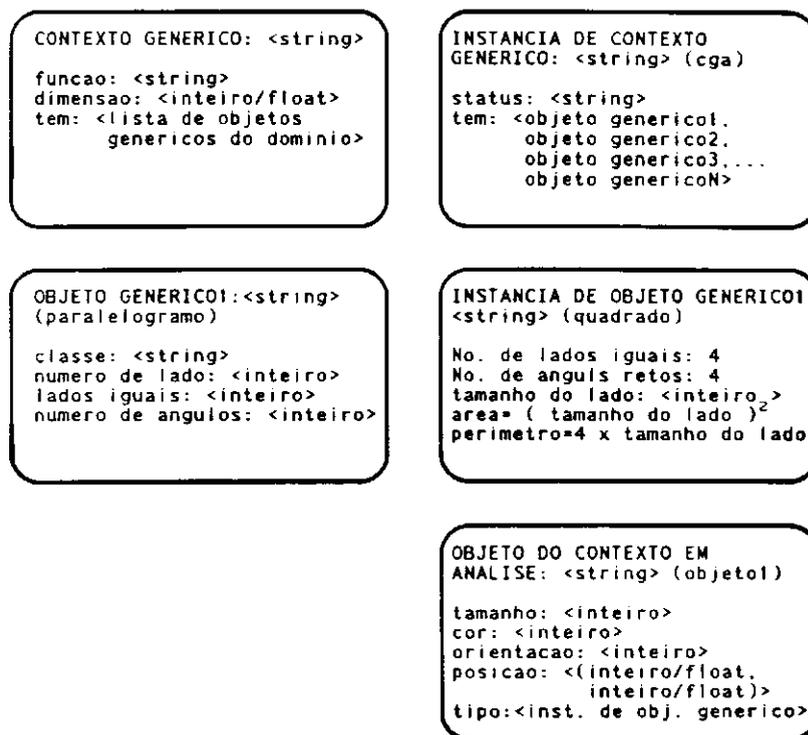 CONTEXTO GENERICO: <string>
funcao: <string>
dimensao: <inteiro/float>
tem: <lista de objetos
genericos do dominio>
INSTANCIA DE CONTEXTO
GENERICO: <string> (cga)
status: <string>
tem: <objeto generico1,
objeto generico2,
objeto generico3,...
objeto genericoN>
OBJETO GENERICO1:<string>
(paralelogramo)
classe: <string>
numero de lado: <inteiro>
lados iguais: <inteiro>
numero de angulos: <inteiro>
INSTANCIA DE OBJETO GENERICO1
<string> (quadrado)
No. de lados iguais: 4
No. de anguls retos: 4
tamanho do lado: <inteiro>
area= ( tamanho do lado )²
perimetro=4 x tamanho do lado
OBJETO DO CONTEXTO EM
ANALISE: <string> (objeto1)
tamanho: <inteiro>
cor: <inteiro>
orientacao: <inteiro>
posicao: <(inteiro/float,
inteiro/float)>
tipo:<inst. de obj. generico>